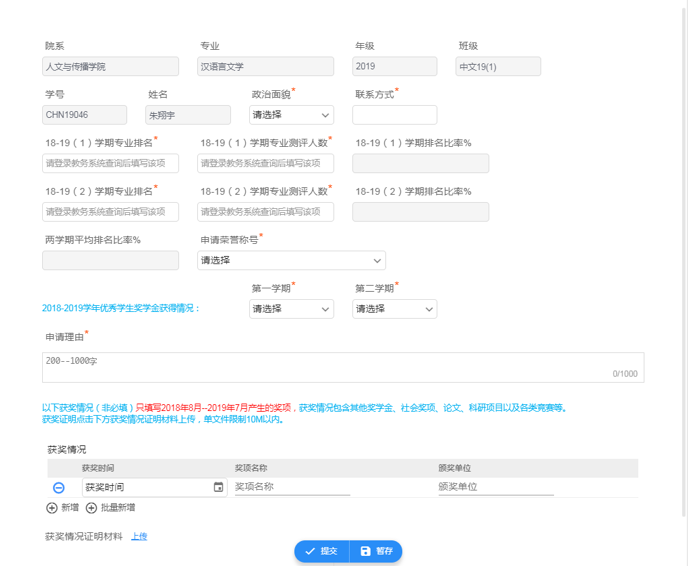 院系 专业 年级 班级
人文与传播学院 汉语言文学 2019 中文19(1)
学号 姓名 政治面貌* 联系方式*
CHN19046 朱翔宇 请选择
18-19（1）学期专业排名* 18-19（1）学期专业测评人数* 18-19（1）学期排名比率%
请登录教务系统查询后填写该项 请登录教务系统查询后填写该项
18-19（2）学期专业排名* 18-19（2）学期专业测评人数* 18-19（2）学期排名比率%
请登录教务系统查询后填写该项 请登录教务系统查询后填写该项
两学期平均排名比率% 申请荣誉称号*
请选择
第一学期* 第二学期*
2018-2019学年优秀学生奖学金获得情况： 请选择 请选择
申请理由*
200--1000字
0/1000
以下获奖情况（非必填）只填写2018年8月--2019年7月产生的奖项，获奖情况包含其他奖学金、社会奖项、论文、科研项目以及各类竞赛等。
获奖证明点击下方获奖情况证明材料上传，单文件限制10M以内。
获奖情况
获奖时间 奖项名称 颁奖单位
获奖时间 奖项名称 颁奖单位
新增 批量新增
获奖情况证明材料 上传
提交 暂存